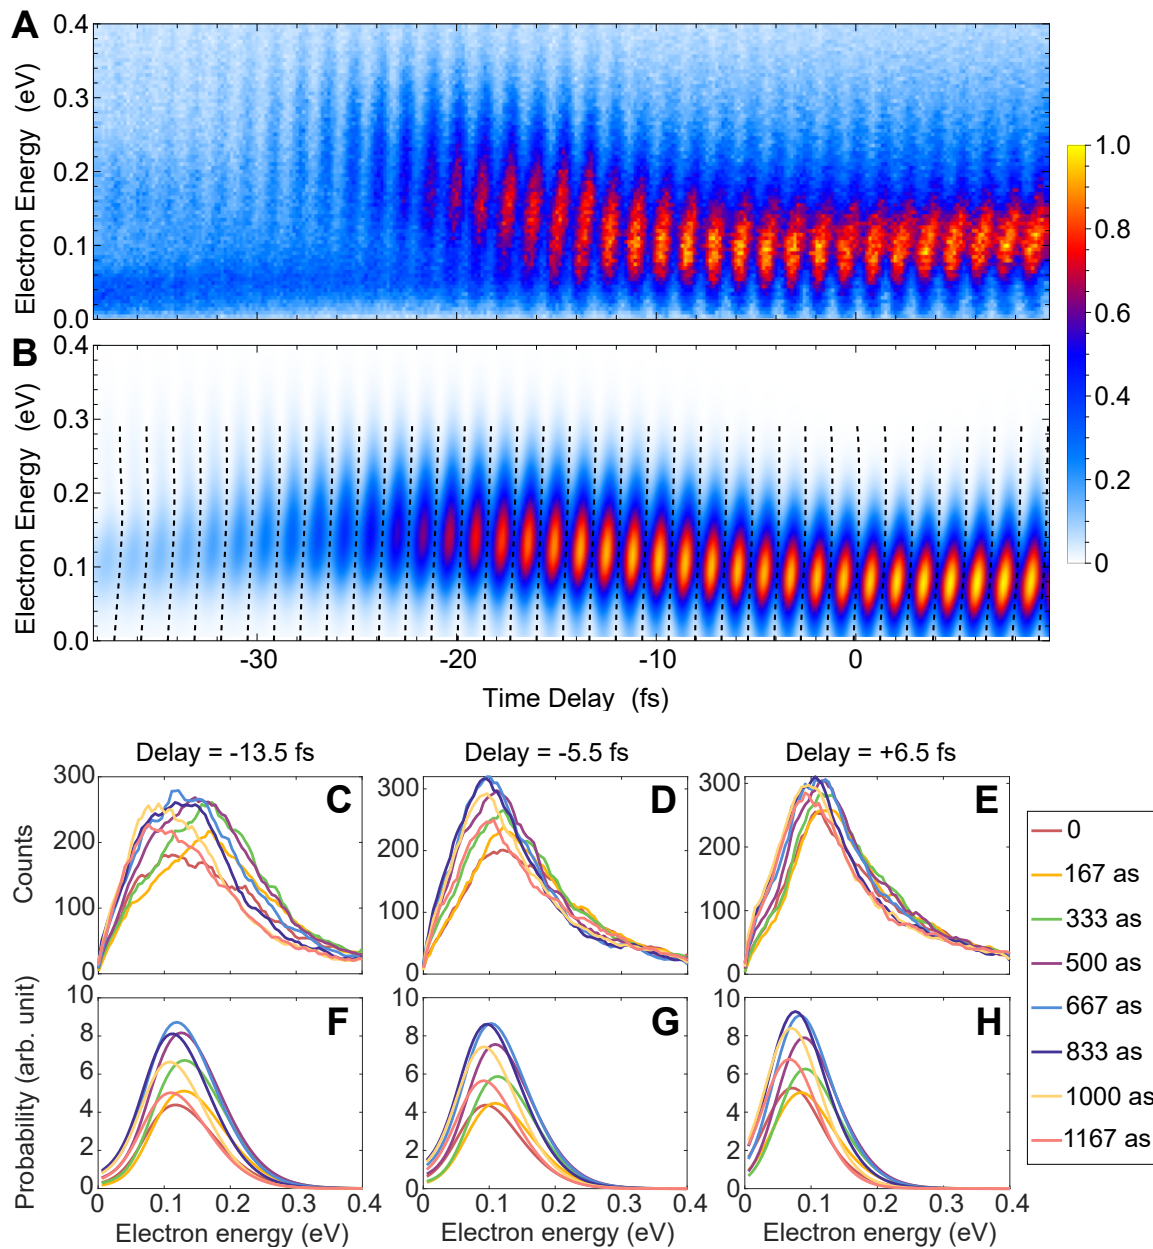 A
Electron Energy (eV)
0.4
0.3
0.2
0.1
0.0
B
Electron Energy (eV)
0.4
0.3
0.2
0.1
0.0
-30 -20 -10 0
Time Delay (fs)
1.0
0.8
0.6
0.4
0.2
0
Delay = -13.5 fs
Delay = -5.5 fs
Delay = +6.5 fs
C
Counts
300
200
100
0
D
300
200
100
0
E
300
200
100
0
F
Probability (arb. unit)
10
8
6
4
2
0
0 0.1 0.2 0.3 0.4
Electron energy (eV)
G
10
8
6
4
2
0
0 0.1 0.2 0.3 0.4
Electron energy (eV)
H
10
8
6
4
2
0
0 0.1 0.2 0.3 0.4
Electron energy (eV)
0
167 as
333 as
500 as
667 as
833 as
1000 as
1167 as